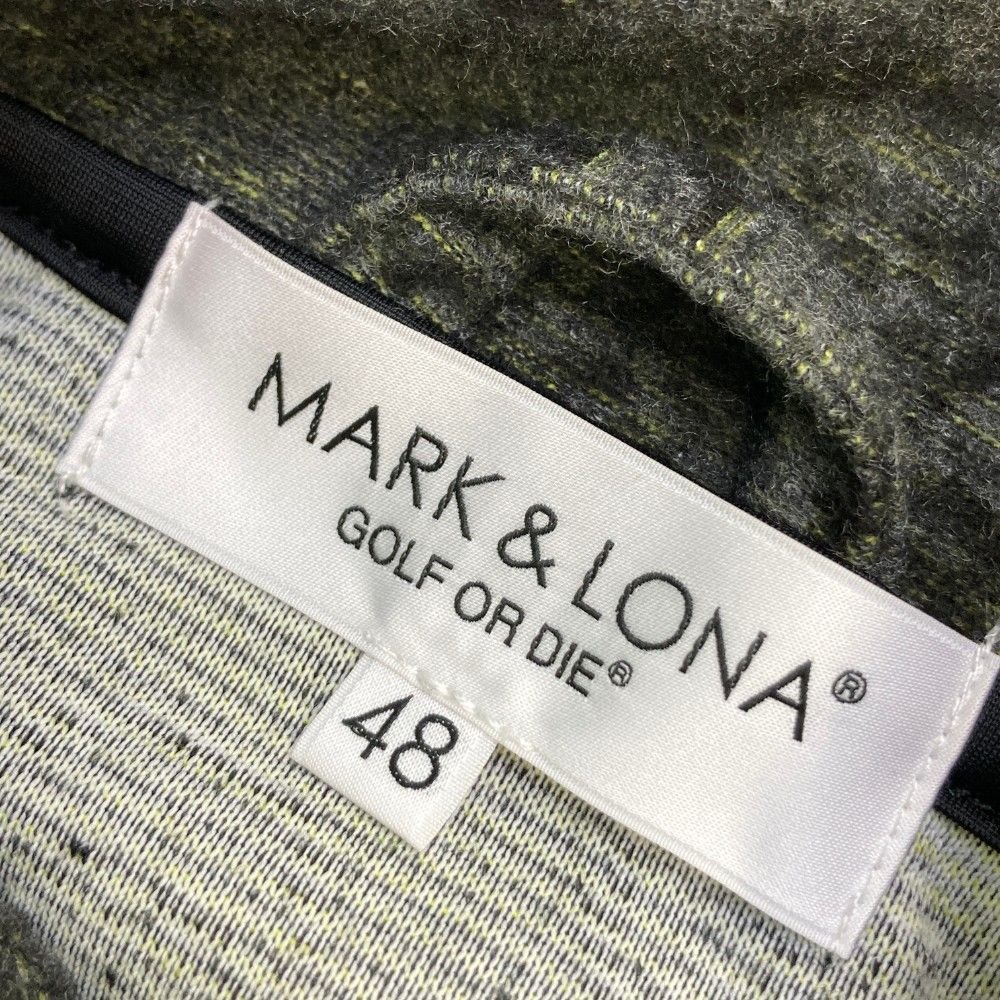 MARK & LONA®
GOLF OR DIE®
48